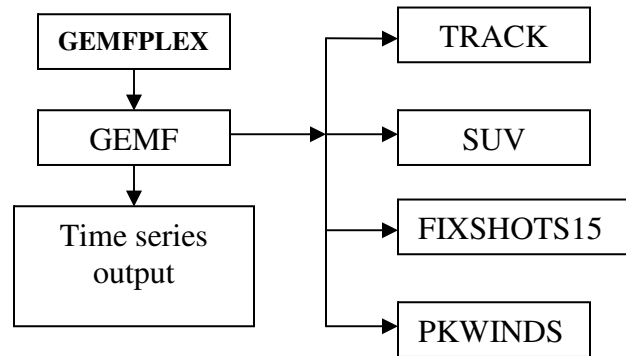 GEMFPLEX
GEMF
Time series
output
TRACK
SUV
FIXSHOTS15
PKWINDS